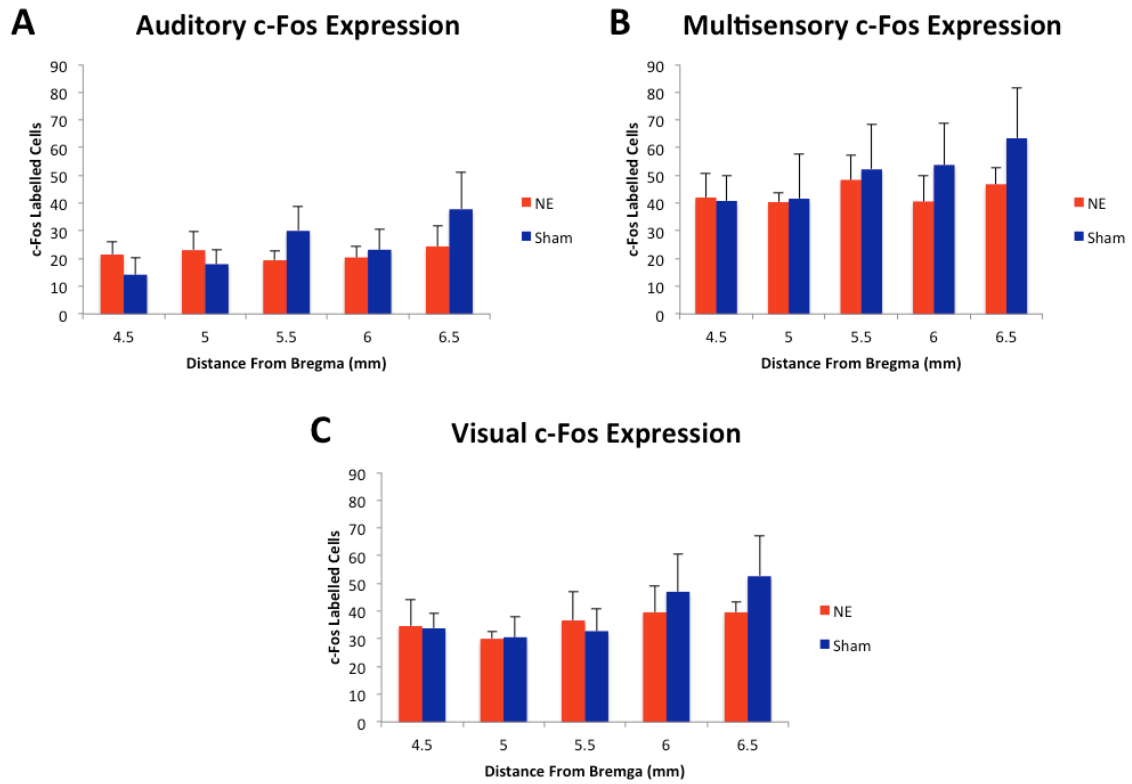 A
Auditory c-Fos Expression
c-Fos Labelled Cells
90
80
70
60
50
40
30
20
10
0
4.5 5 5.5 6 6.5
Distance From Bregma (mm)
NE
Sham
B
Multisensory c-Fos Expression
c-Fos Labelled Cells
90
80
70
60
50
40
30
20
10
0
4.5 5 5.5 6 6.5
Distance From Bregma (mm)
NE
Sham
C
Visual c-Fos Expression
c-Fos Labelled Cells
90
80
70
60
50
40
30
20
10
0
4.5 5 5.5 6 6.5
Distance From Bremga (mm)
NE
Sham